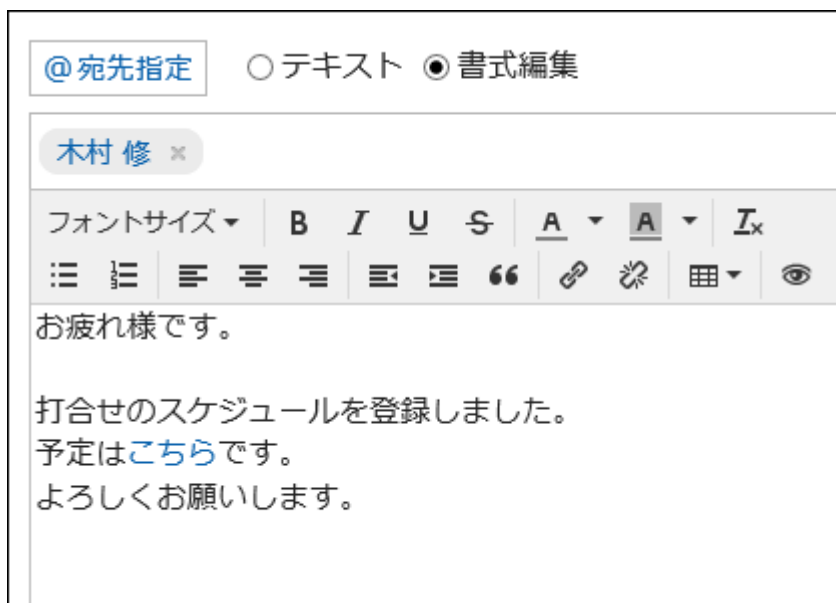 @宛先指定 テキスト 書式編集
木村 修 ×
フォントサイズ B I U S A A Tx
お疲れ様です。
打合せのスケジュールを登録しました。
予定はこちらです。
よろしくお願いします。